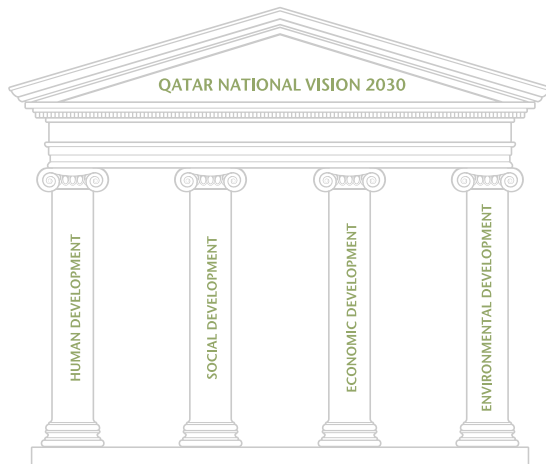 QATAR NATIONAL VISION 2030
HUMAN DEVELOPMENT
SOCIAL DEVELOPMENT
ECONOMIC DEVELOPMENT
ENVIRONMENTAL DEVELOPMENT